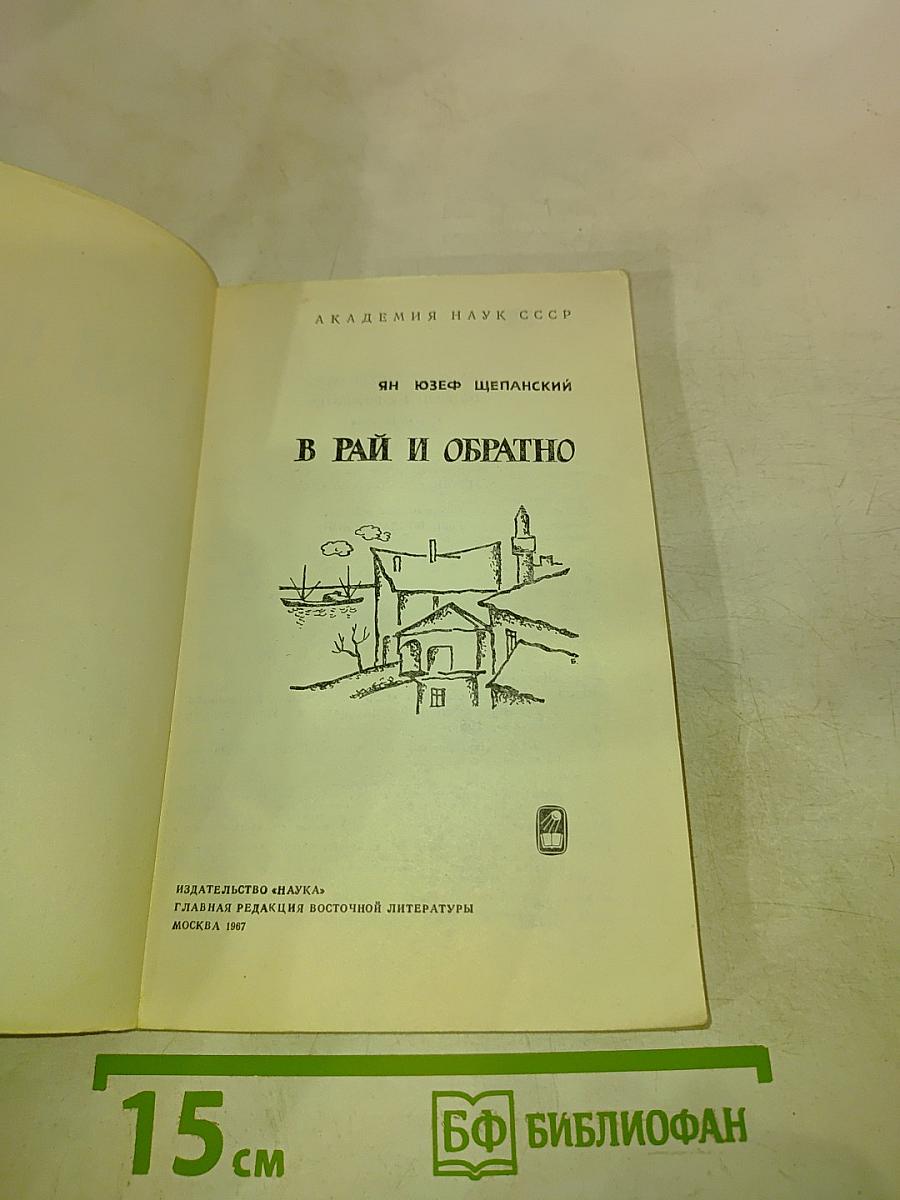 АКАДЕМИЯ НАУК СССР
ЯН ЮЗЕФ ЩЕПАНСКИЙ
В РАЙ И ОБРАТНО
ИЗДАТЕЛЬСТВО «НАУКА»
ГЛАВНАЯ РЕДАКЦИЯ ВОСТОЧНОЙ ЛИТЕРАТУРЫ
МОСКВА 1967
15 см
БФ БИБЛИОФАН